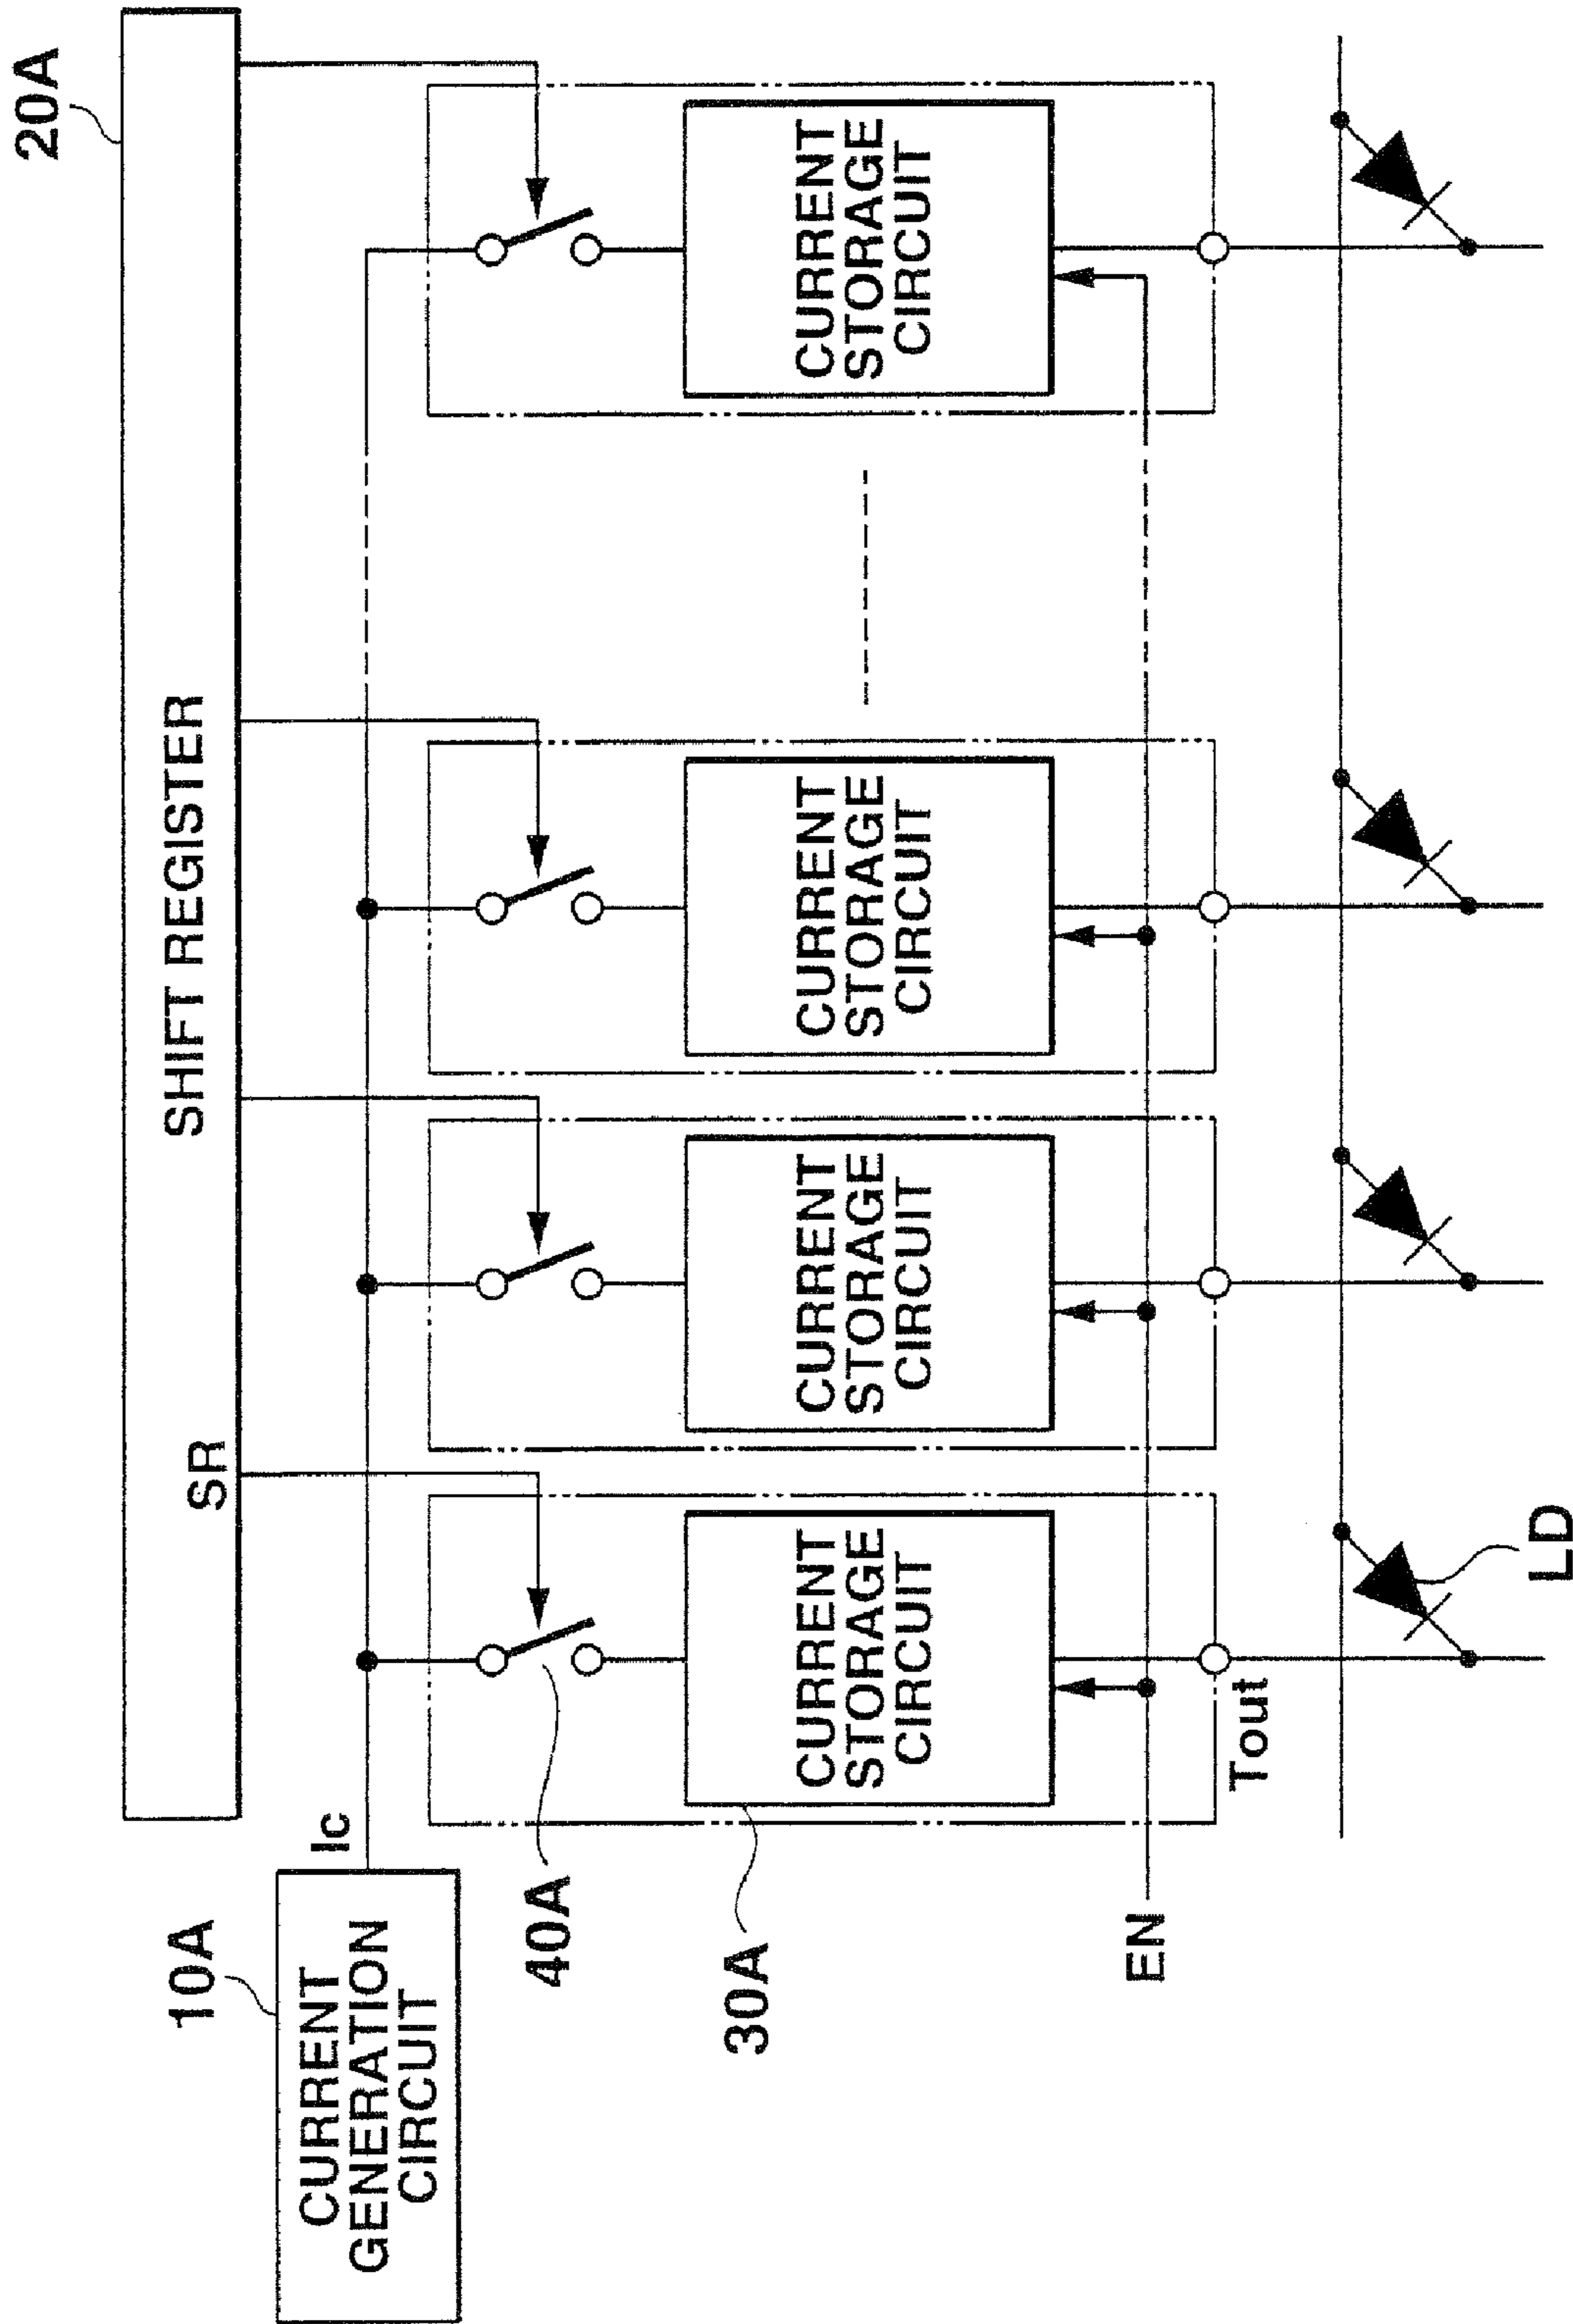 20A
SHIFT REGISTER
SR
10A
CURRENT
GENERATION
CIRCUIT
Ic
40A
30A
CURRENT
STORAGE
CIRCUIT
CURRENT
STORAGE
CIRCUIT
CURRENT
STORAGE
CIRCUIT
CURRENT
STORAGE
CIRCUIT
EN
Tout
LD